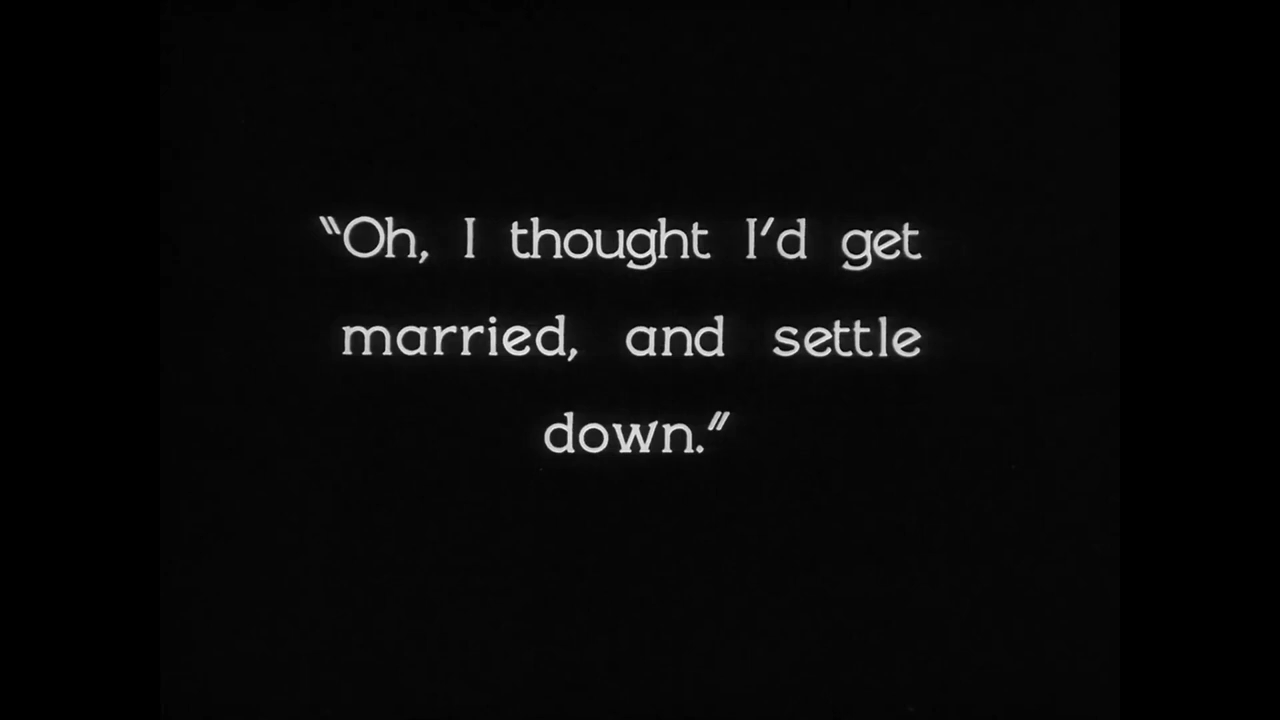 "Oh, I thought I'd get
married, and settle
down."